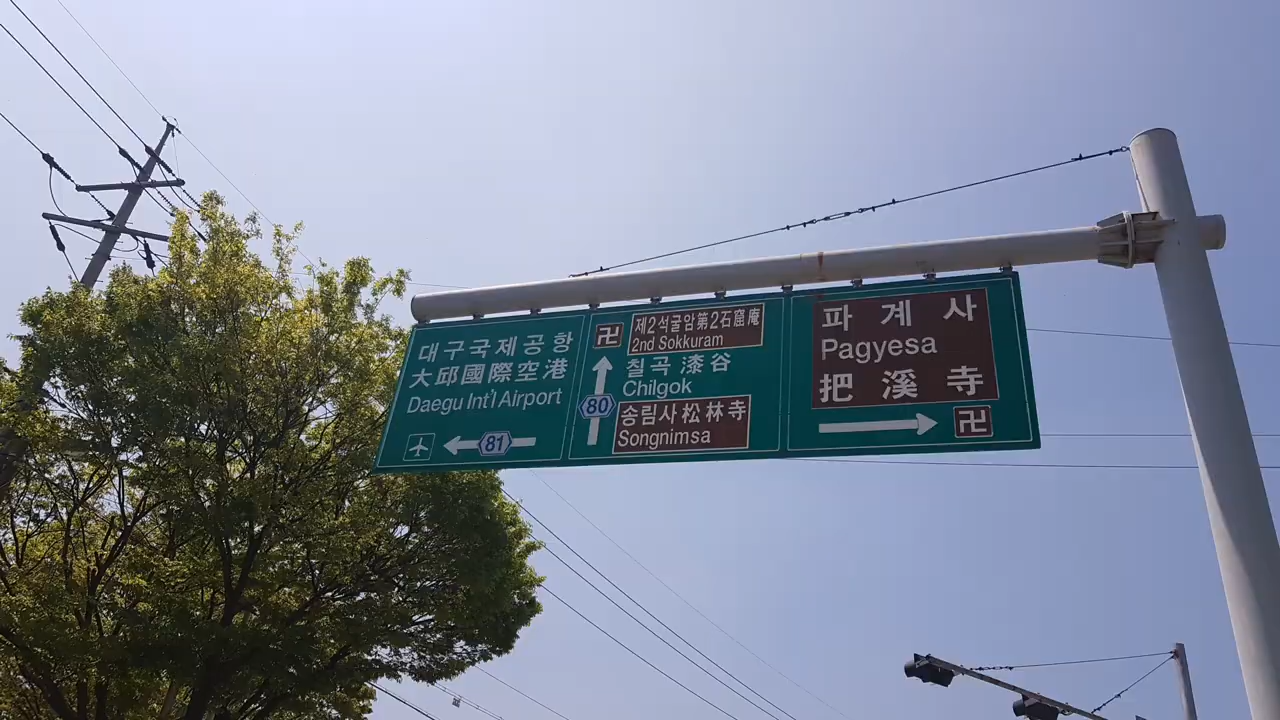 대구국제공항
大邱國際空港
Daegu Int'l Airport
81
卍 제2석굴암第2石窟庵
2nd Sokkuram
칠곡 漆谷
Chilgok
80
송림사松林寺
Songnimsa
파계사
Pagyesa
把溪寺
卍